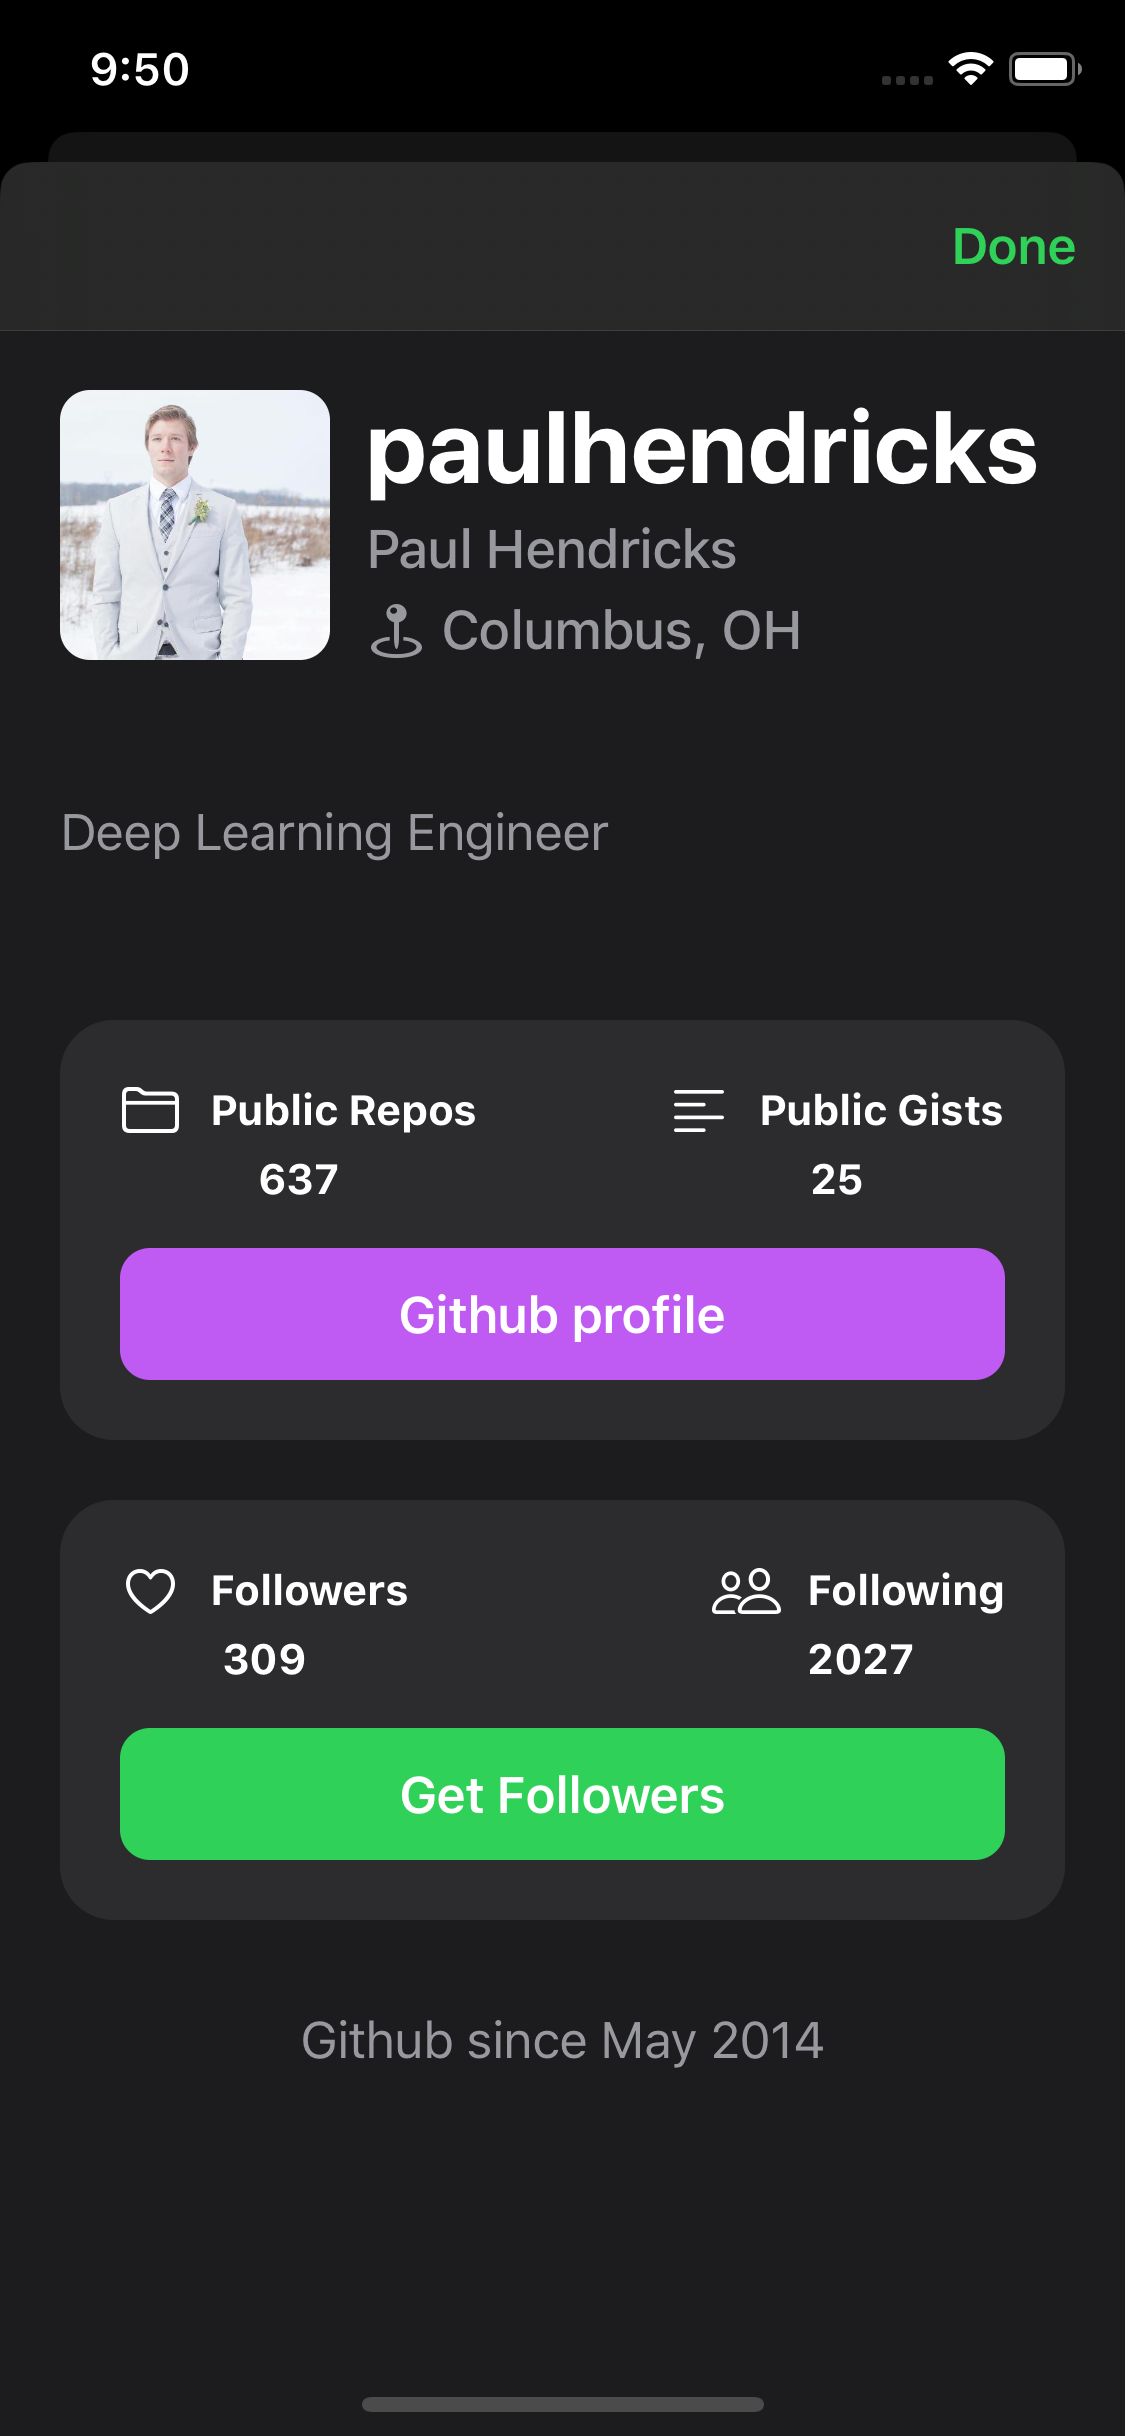 9:50
Done
paulhendricks
Paul Hendricks
Columbus, OH
Deep Learning Engineer
Public Repos
637
Public Gists
25
Github profile
Followers
309
Following
2027
Get Followers
Github since May 2014